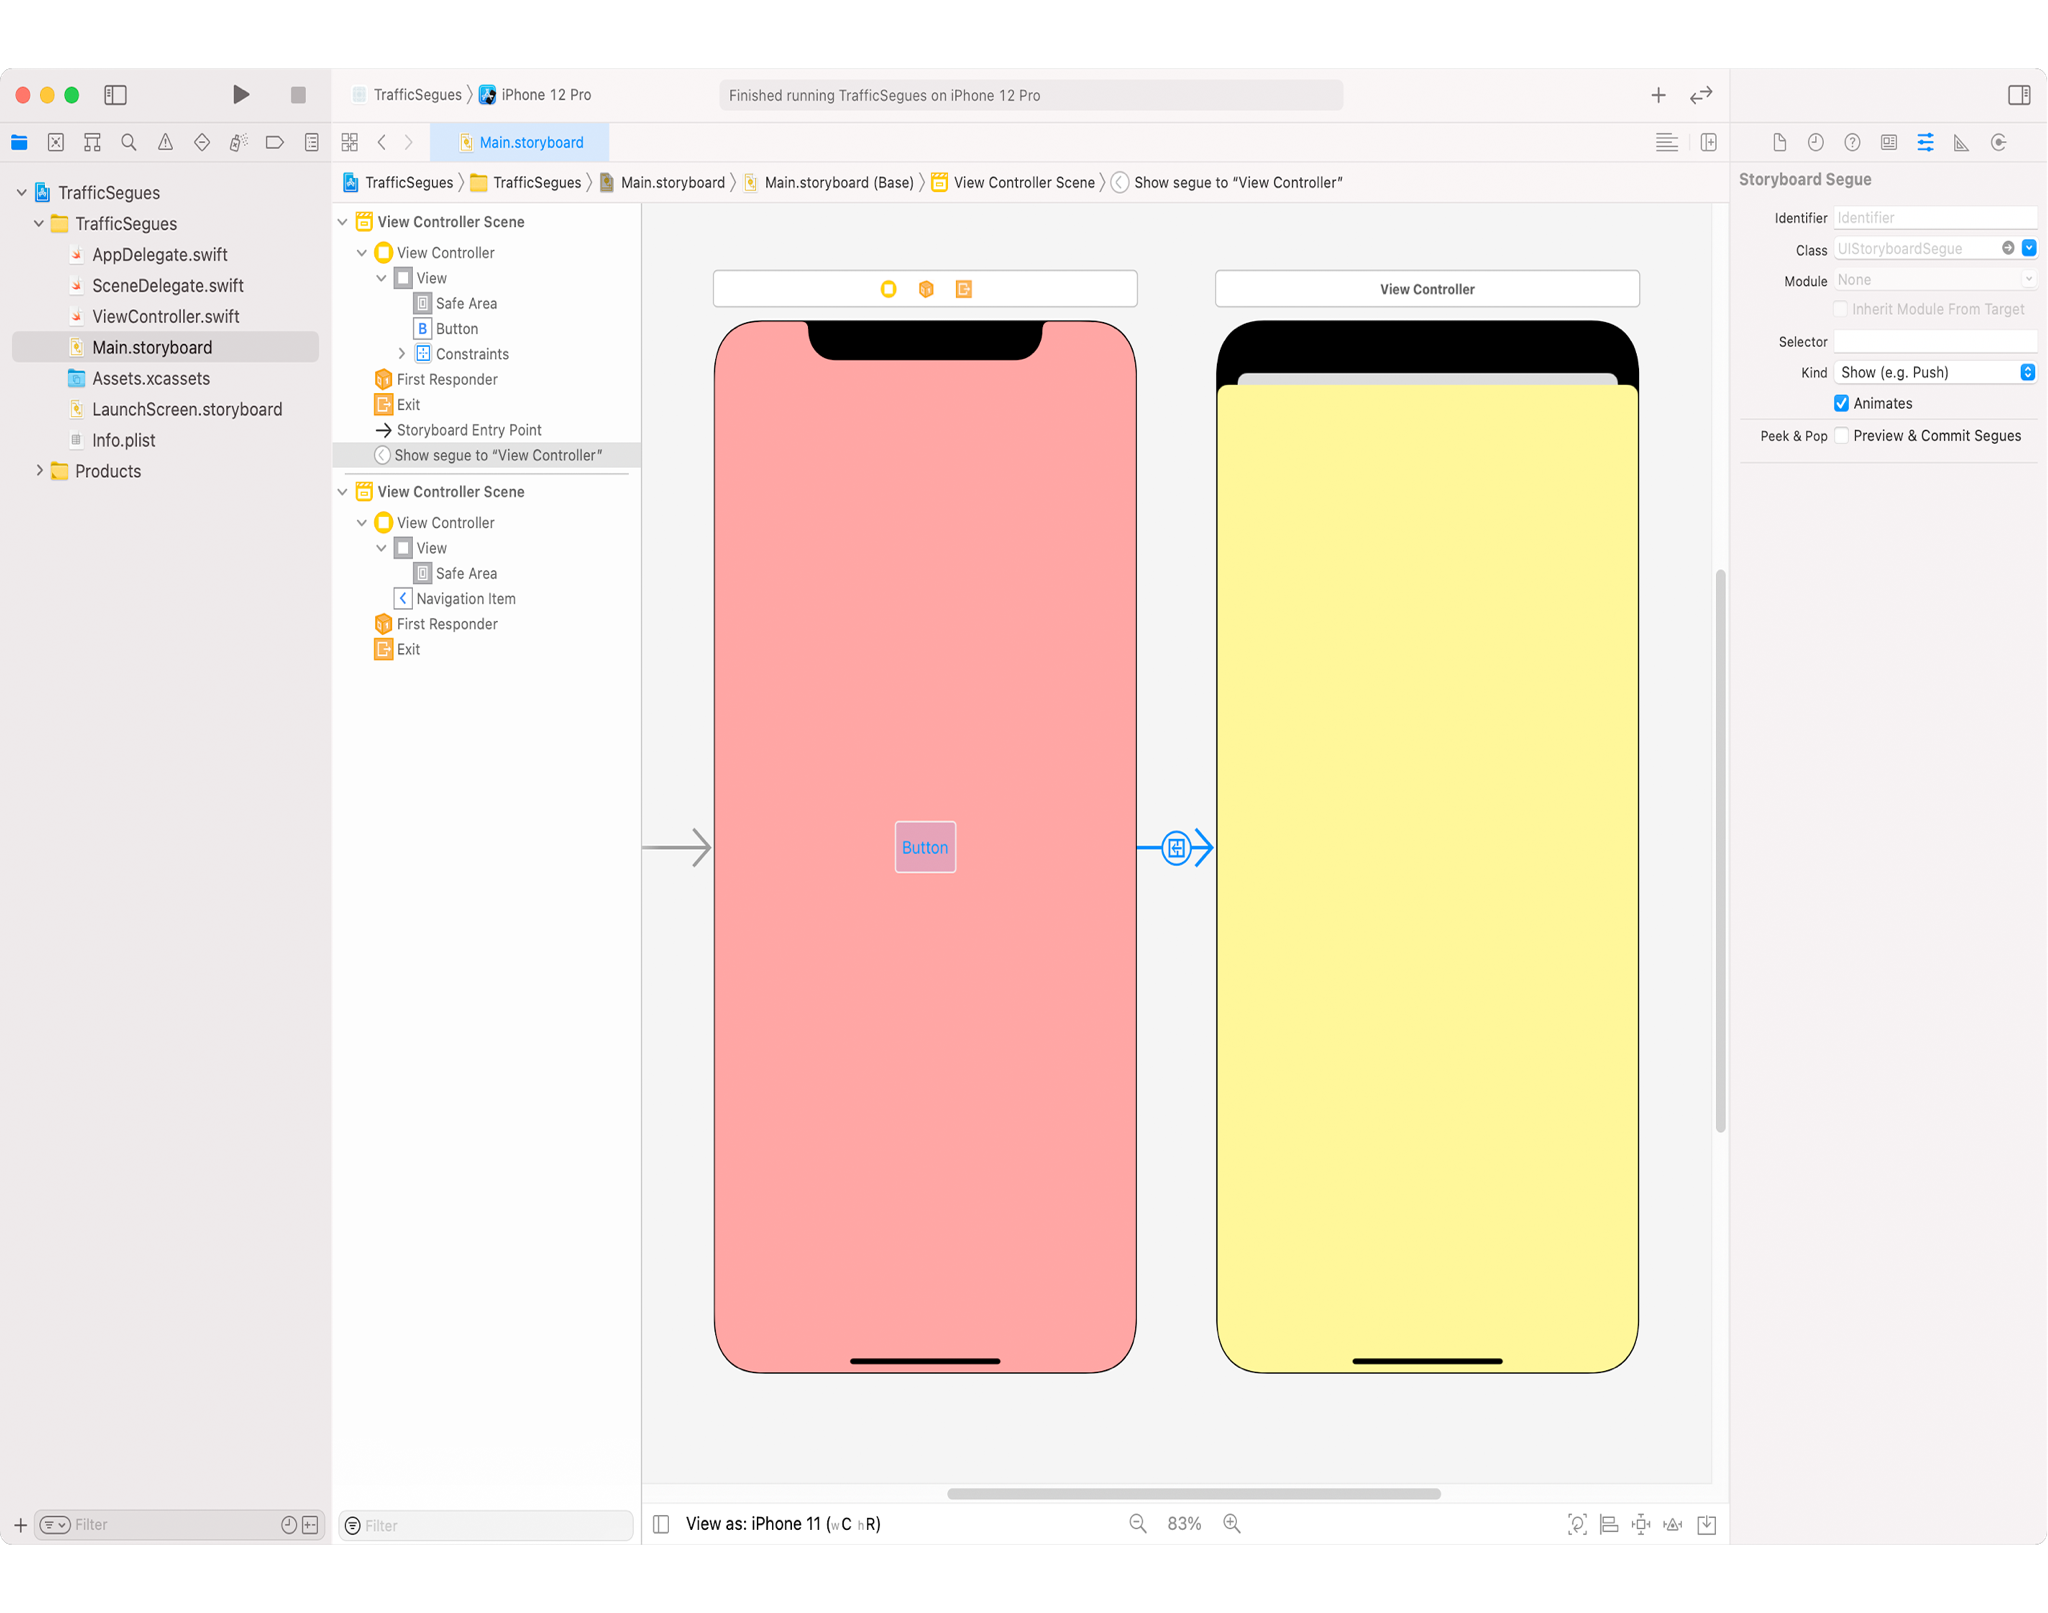 TrafficSegues iPhone 12 Pro
Finished running TrafficSegues on iPhone 12 Pro
Main.storyboard
TrafficSegues TrafficSegues Main.storyboard Main.storyboard (Base) View Controller Scene Show segue to “View Controller”
TrafficSegues
TrafficSegues
AppDelegate.swift
SceneDelegate.swift
ViewController.swift
Main.storyboard
Assets.xcassets
LaunchScreen.storyboard
Info.plist
Products
Filter
View Controller Scene
View Controller
View
Safe Area
B Button
Constraints
First Responder
Exit
Storyboard Entry Point
Show segue to “View Controller”
View Controller Scene
View Controller
View
Safe Area
Navigation Item
First Responder
Exit
Filter
View Controller
Button
View as: iPhone 11 (wC hR)
83%
Storyboard Segue
Identifier Identifier
Class UIStoryboardSegue
Module None
Inherit Module From Target
Selector
Kind Show (e.g. Push)
Animates
Peek & Pop Preview & Commit Segues